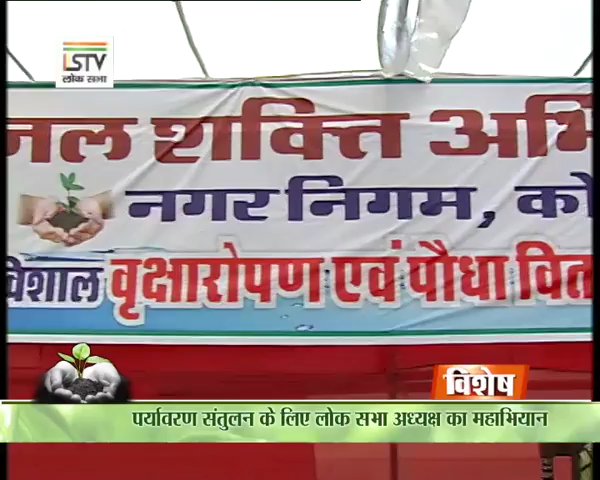 LSTV
लोक सभा
जल शक्ति अभि
नगर निगम, को
विशाल वृक्षारोपण एवं पौधा वित
विशेष
पर्यावरण संतुलन के लिए लोक सभा अध्यक्ष का महाभियान